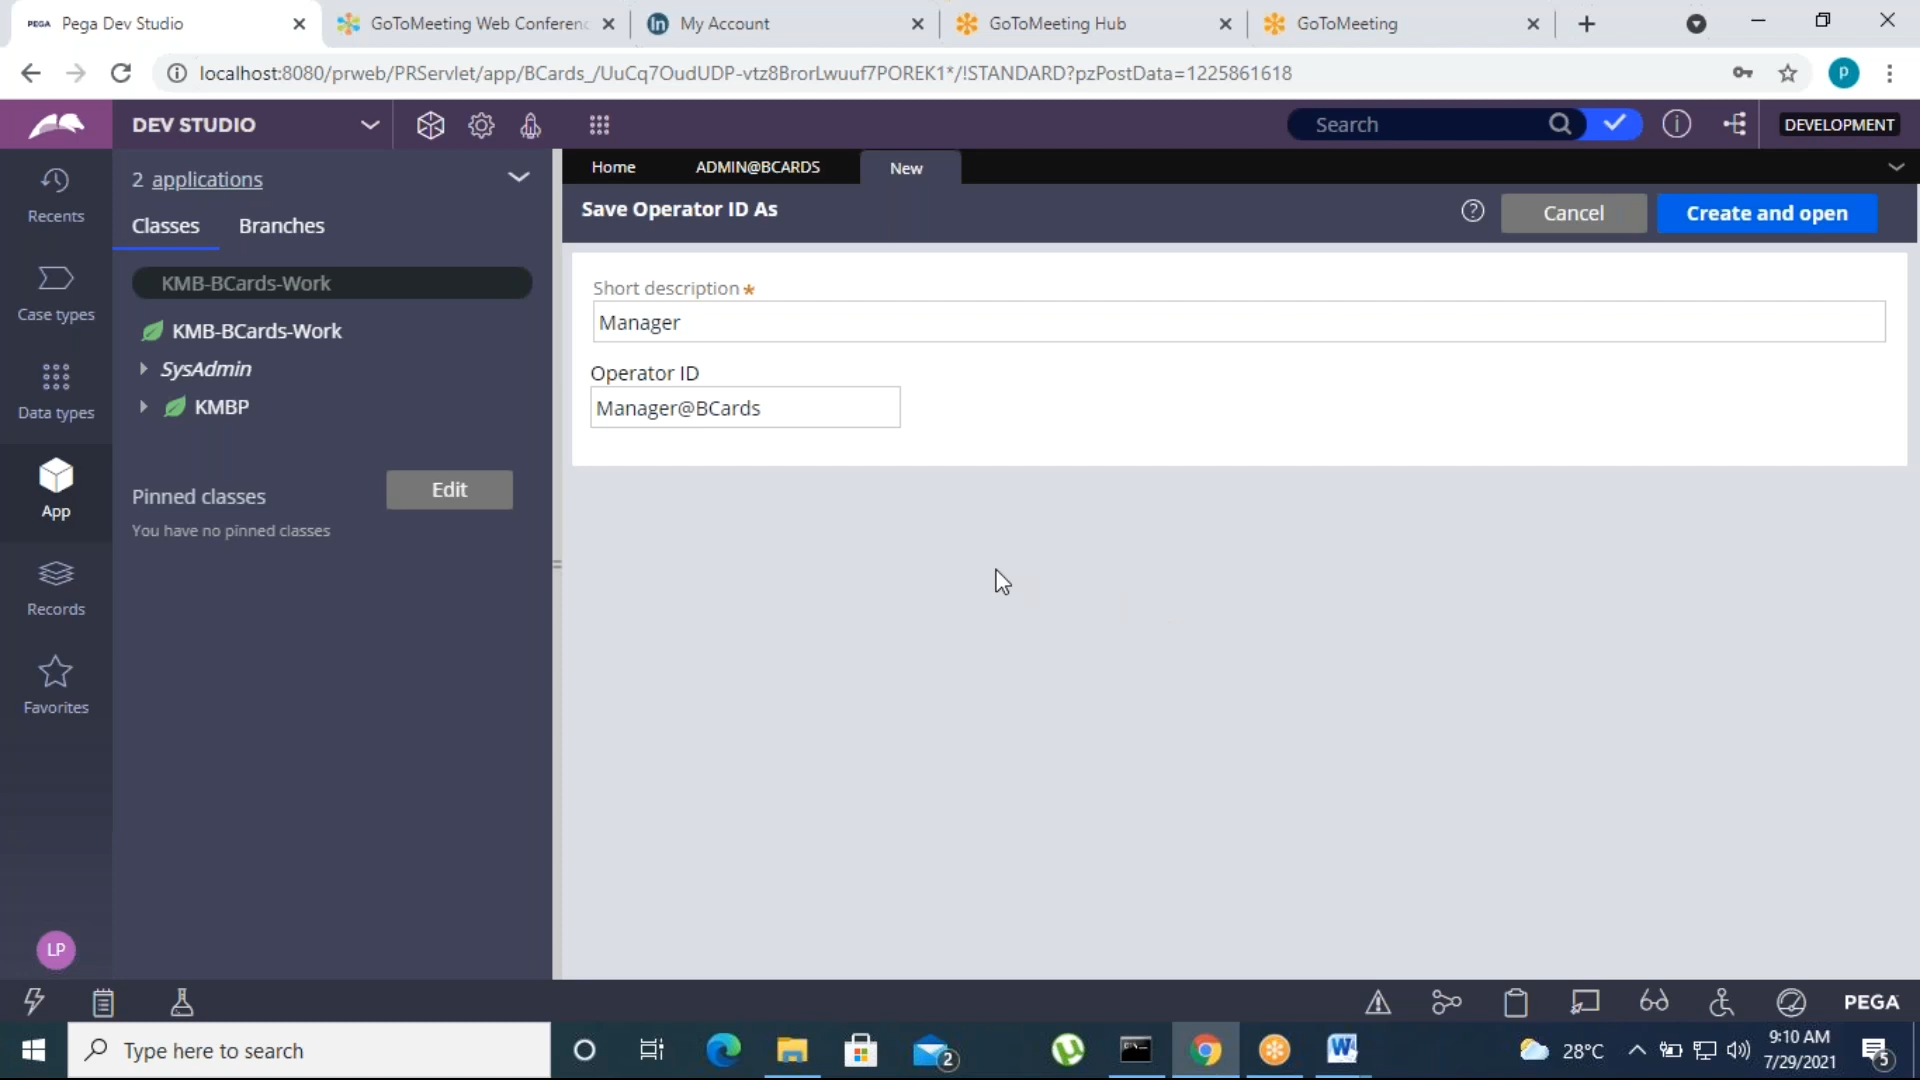 PEGA Pega Dev Studio
GoToMeeting Web Conferenc
in My Account
GoToMeeting Hub
GoToMeeting
localhost:8080/prweb/PRServlet/app/BCards_/UuCq7OudUDP-vtz8BrorLwuuf7POREK1*/!STANDARD?pzPostData=1225861618
P
DEV STUDIO
Search
DEVELOPMENT
Recents
Case types
Data types
App
Records
Favorites
LP
2 applications
Classes Branches
KMB-BCards-Work
KMB-BCards-Work
SysAdmin
KMBP
Pinned classes
Edit
You have no pinned classes
Home ADMIN@BCARDS New
Save Operator ID As
Cancel Create and open
Short description *
Manager
Operator ID
Manager@BCards
PEGA
Type here to search
2
28°C
9:10 AM
7/29/2021
5